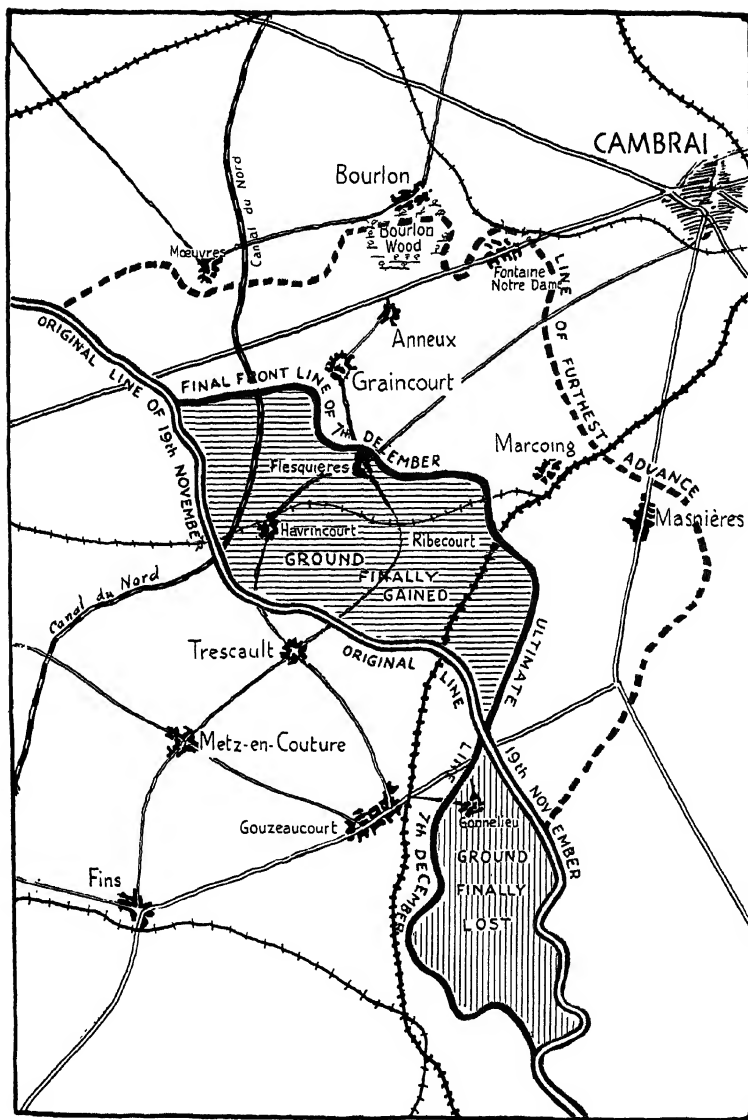 CAMBRAI
Bourlon
Canal du Nord
Bourlon
Wood
Mœuvres
Fontaine
Notre Dam
LINE OF FURTHEST ADVANCE
Anneux
ORIGINAL LINE OF 19TH NOVEMBER
Graincourt
FINAL FRONT LINE OF 7TH DECEMBER
Marcoing
Flesquières
Masnières
Havrincourt
Ribecourt
GROUND
FINALLY
GAINED
Canal du Nord
Trescault
ORIGINAL LINE 19th NOVEMBER
ULTIMATE LINE 7TH DECEMBER
Metz-en-Couture
Gouzeaucourt
Gonnelieu
GROUND
FINALLY
LOST
Fins